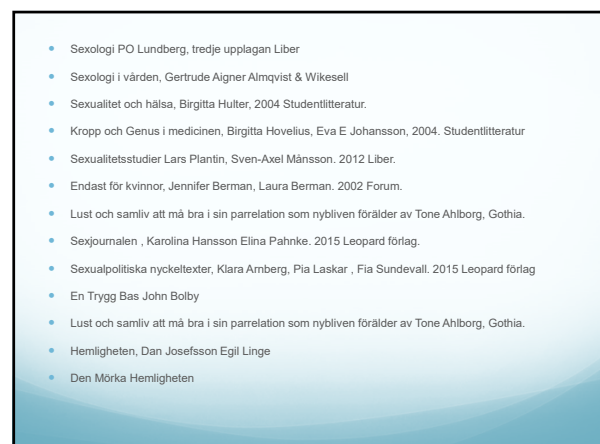 Sexologi PO Lundberg, tredje upplagan Liber
Sexologi i vården, Gertrude Aigner Almqvist & Wikesell
Sexualitet och hälsa, Birgitta Hulter, 2004 Studentlitteratur.
Kropp och Genus i medicinen, Birgitta Hovelius, Eva E Johansson, 2004. Studentlitteratur
Sexualitetsstudier Lars Plantin, Sven-Axel Månsson. 2012 Liber.
Endast för kvinnor, Jennifer Berman, Laura Berman. 2002 Forum.
Lust och samliv att må bra i sin parrelation som nybliven förälder av Tone Ahlborg, Gothia.
Sexjournalen , Karolina Hansson Elina Pahnke. 2015 Leopard förlag.
Sexualpolitiska nyckeltexter, Klara Arnberg, Pia Laskar , Fia Sundevall. 2015 Leopard förlag
En Trygg Bas John Bolby
Lust och samliv att må bra i sin parrelation som nybliven förälder av Tone Ahlborg, Gothia.
Hemligheten, Dan Josefsson Egil Linge
Den Mörka Hemligheten